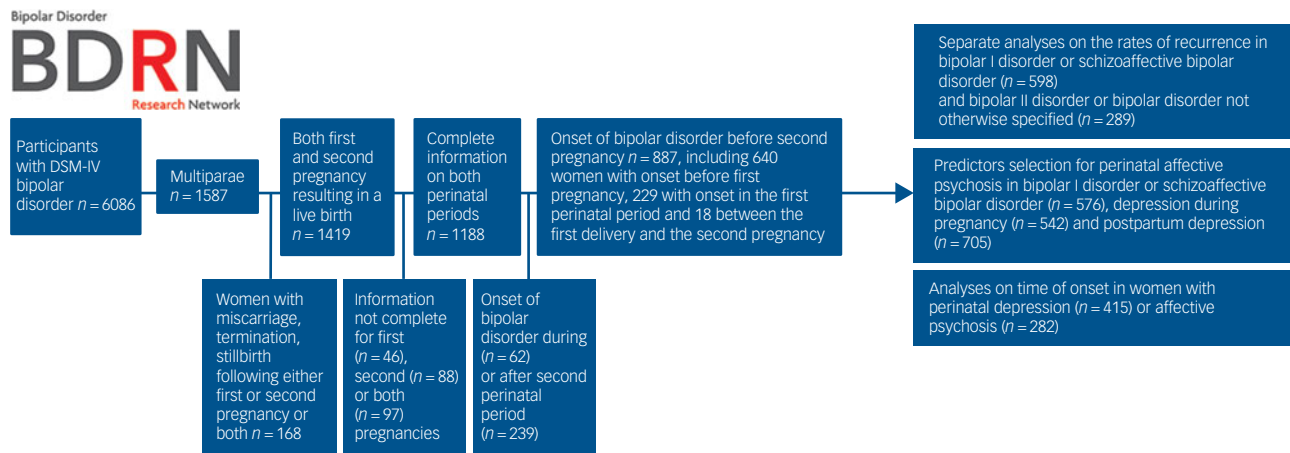 Bipolar Disorder
BDRN
Research Network
Participants
with DSM-IV
bipolar
disorder n = 6086
Multiparae
n = 1587
Both first
and second
pregnancy
resulting in a
live birth
n = 1419
Complete
information
on both
perinatal
periods
n = 1188
Onset of bipolar disorder before second
pregnancy n = 887, including 640
women with onset before first
pregnancy, 229 with onset in the first
perinatal period and 18 between the
first delivery and the second pregnancy
Women with
miscarriage,
termination,
stillbirth
following either
first or second
pregnancy or
both n = 168
Information
not complete
for first
(n = 46),
second (n = 88)
or both
(n = 97)
pregnancies
Onset of
bipolar
disorder during
(n = 62)
or after second
perinatal
period
(n = 239)
Separate analyses on the rates of recurrence in
bipolar I disorder or schizoaffective bipolar
disorder (n = 598)
and bipolar II disorder or bipolar disorder not
otherwise specified (n = 289)
Predictors selection for perinatal affective
psychosis in bipolar I disorder or schizoaffective
bipolar disorder (n = 576), depression during
pregnancy (n = 542) and postpartum depression
(n = 705)
Analyses on time of onset in women with
perinatal depression (n = 415) or affective
psychosis (n = 282)